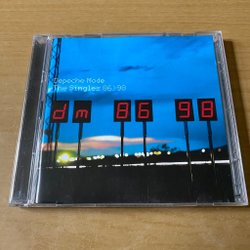 Depeche Mode
The Singles 86>98
dm 86 98